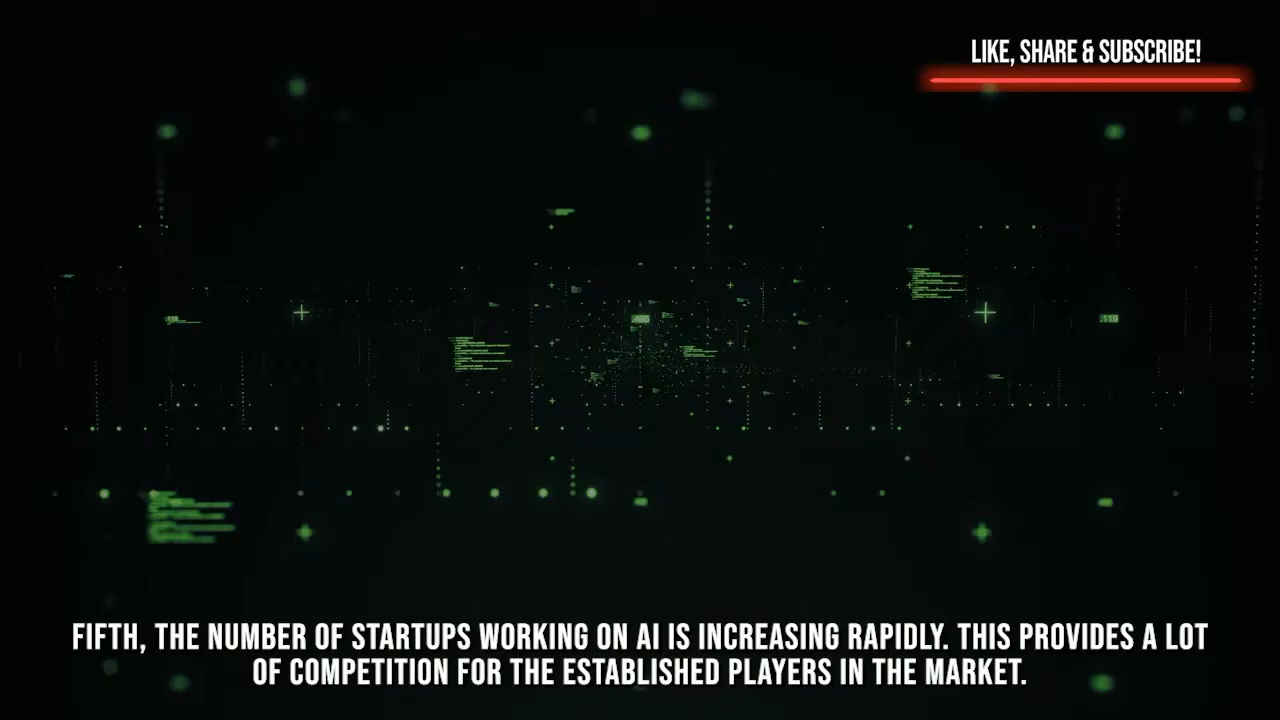 LIKE, SHARE & SUBSCRIBE!
.119
FIFTH, THE NUMBER OF STARTUPS WORKING ON AI IS INCREASING RAPIDLY. THIS PROVIDES A LOT
OF COMPETITION FOR THE ESTABLISHED PLAYERS IN THE MARKET.